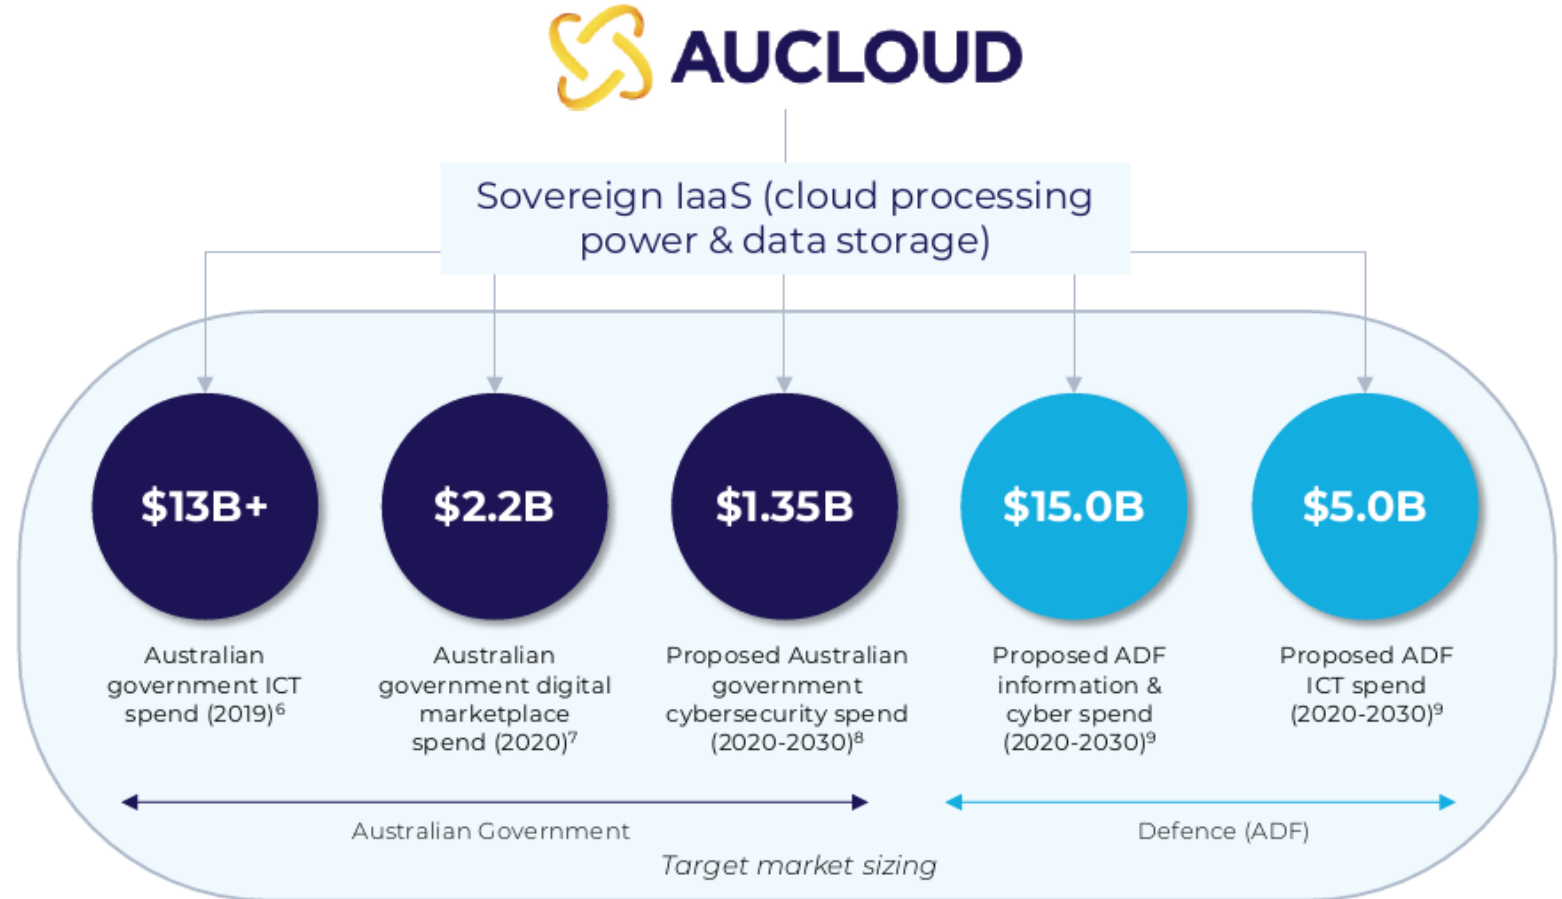 AUCLOUD
Sovereign IaaS (cloud processing
power & data storage)
$13B+
$2.2B
$1.35B
$15.0B
$5.0B
Australian
government ICT
spend (2019)⁶
Australian
government digital
marketplace
spend (2020)⁷
Proposed Australian
government
cybersecurity spend
(2020-2030)⁸
Proposed ADF
information &
cyber spend
(2020-2030)⁹
Proposed ADF
ICT spend
(2020-2030)⁹
Australian Government
Defence (ADF)
Target market sizing